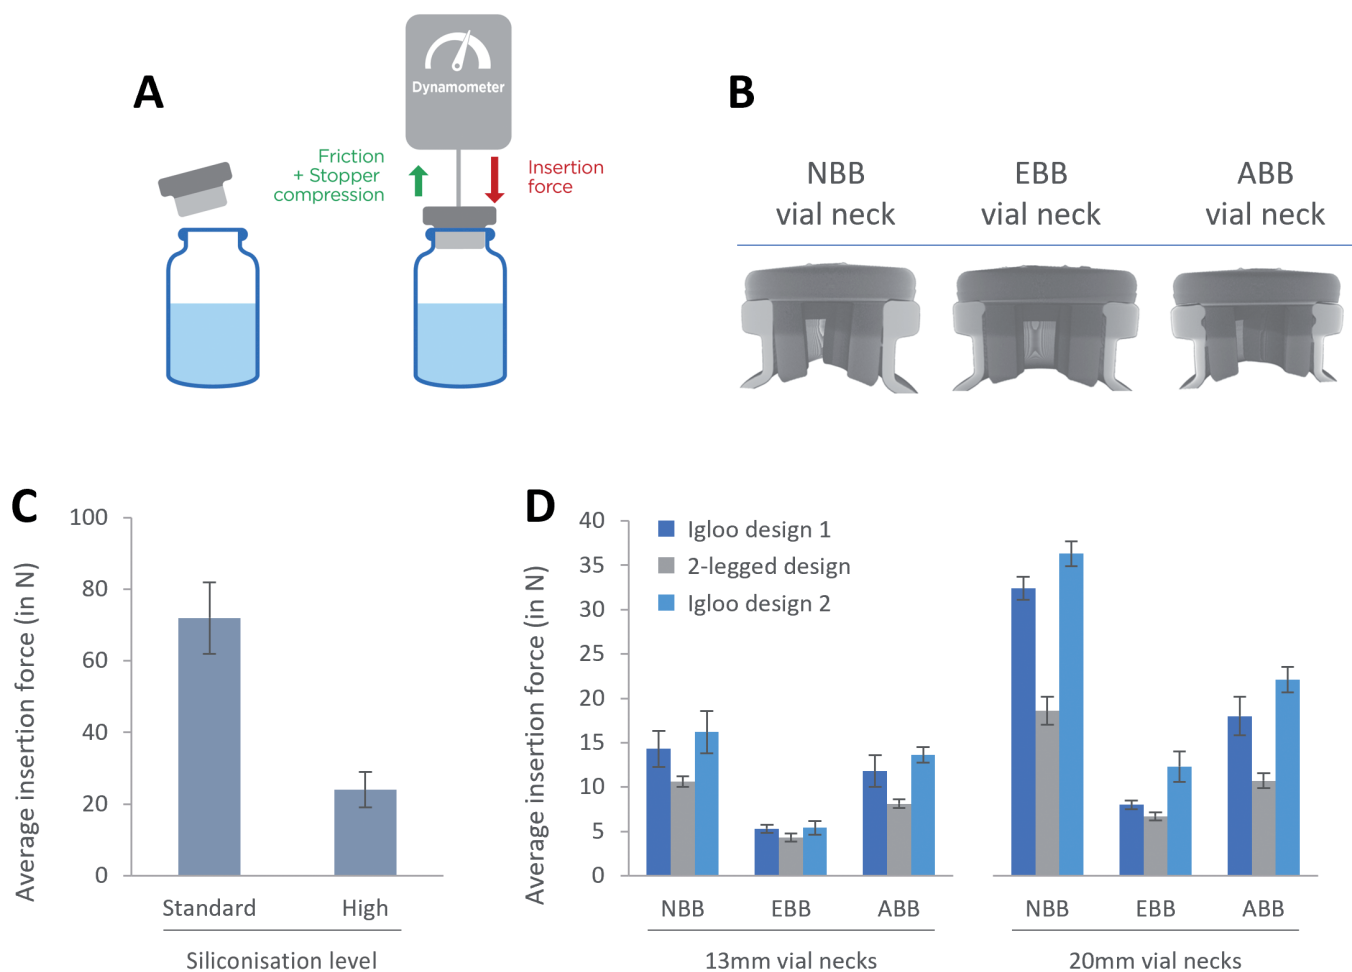 A
Dynamometer
Friction
+ Stopper
compression
Insertion
force
B
NBB
vial neck
EBB
vial neck
ABB
vial neck
C
Average insertion force (in N)
100
80
60
40
20
0
Standard
High
Siliconisation level
D
Average insertion force (in N)
40
35
30
25
20
15
10
5
0
Igloo design 1
2-legged design
Igloo design 2
NBB
EBB
ABB
13mm vial necks
NBB
EBB
ABB
20mm vial necks